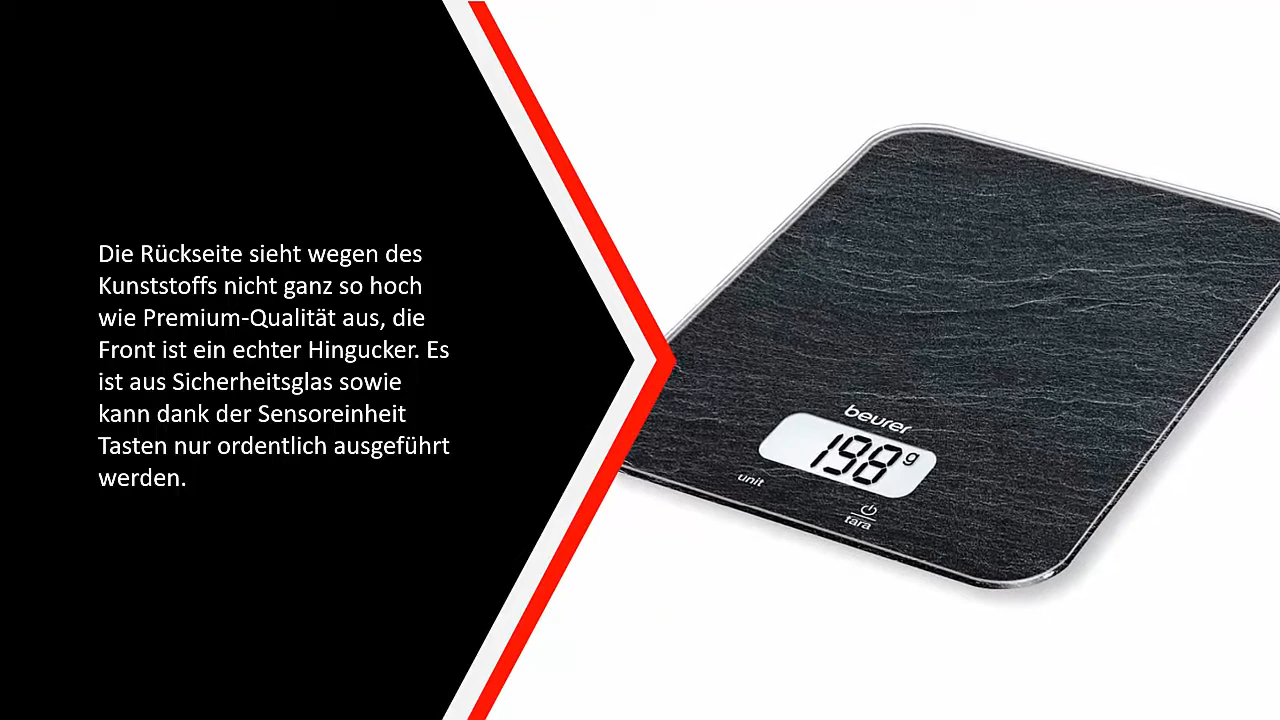 Die Rückseite sieht wegen des
Kunststoffs nicht ganz so hoch
wie Premium-Qualität aus, die
Front ist ein echter Hingucker. Es
ist aus Sicherheitsglas sowie
kann dank der Sensoreinheit
Tasten nur ordentlich ausgeführt
werden.
beurer
198 g
unit
tara